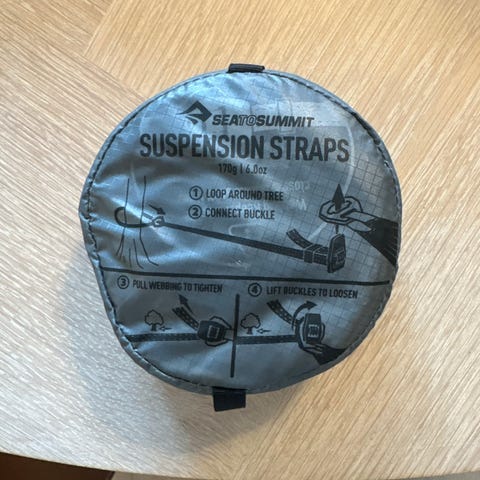 SEATOSUMMIT
SUSPENSION STRAPS
170g | 6.0oz
1 LOOP AROUND TREE
2 CONNECT BUCKLE
3 PULL WEBBING TO TIGHTEN
4 LIFT BUCKLES TO LOOSEN